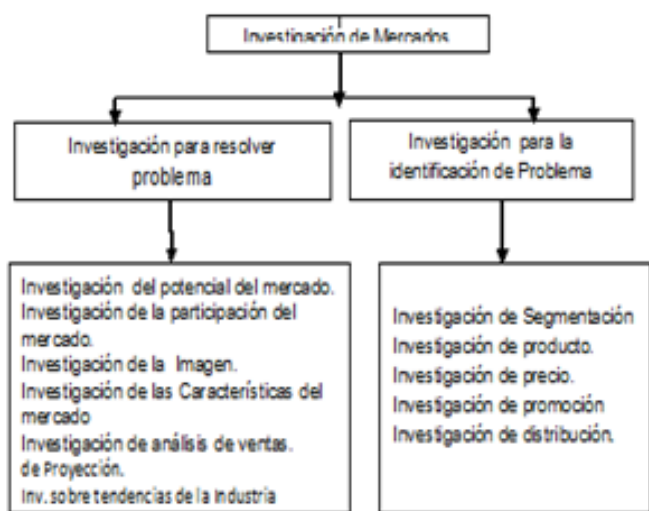 Investigación de Mercados
Investigación para resolver
problema
Investigación para la
identificación de Problema
Investigación del potencial del mercado.
Investigación de la participación del
mercado.
Investigación de la Imagen.
Investigación de las Características del
mercado
Investigación de análisis de ventas.
de Proyección.
Inv. sobre tendencias de la Industria
Investigación de Segmentación
Investigación de producto.
Investigación de precio.
Investigación de promoción
Investigación de distribución.